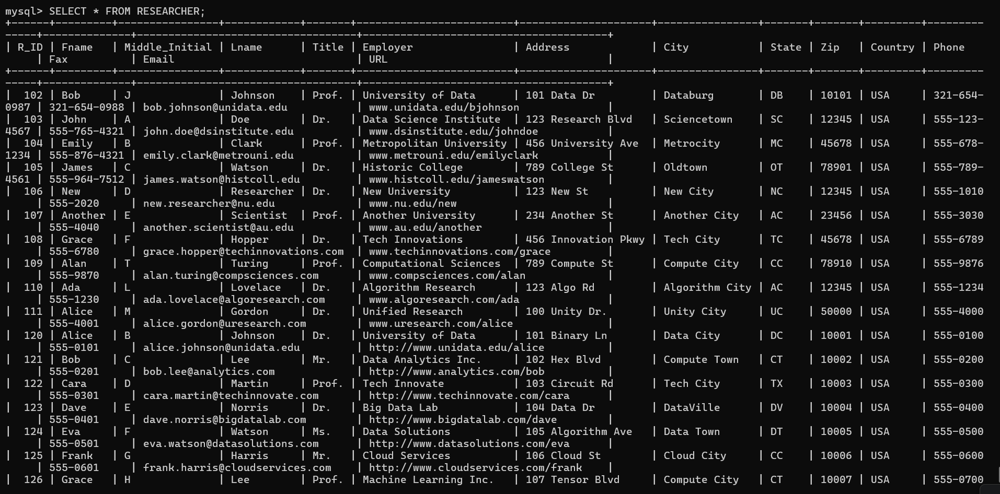 mysql> SELECT * FROM RESEARCHER;
+------+---------+----------------+------------+-------+-------------------------+---------------------+----------------+-------+-------+---------+---------
-----+--------------+-----------------------------------+---------------------------------------+
| R_ID | Fname   | Middle_Initial | Lname      | Title | Employer                | Address             | City           | State | Zip   | Country | Phone
     | Fax          | Email                             | URL                                   |
+------+---------+----------------+------------+-------+-------------------------+---------------------+----------------+-------+-------+---------+---------
-----+--------------+-----------------------------------+---------------------------------------+
|  102 | Bob     | J              | Johnson    | Prof. | University of Data      | 101 Data Dr         | Databurg       | DB    | 10101 | USA     | 321-654-
0987 | 321-654-0988 | bob.johnson@unidata.edu           | www.unidata.edu/bjohnson              |
|  103 | John    | A              | Doe        | Dr.   | Data Science Institute  | 123 Research Blvd   | Sciencetown    | SC    | 12345 | USA     | 555-123-
4567 | 555-765-4321 | john.doe@dsinstitute.edu          | www.dsinstitute.edu/johndoe           |
|  104 | Emily   | B              | Clark      | Prof. | Metropolitan University | 456 University Ave  | Metrocity      | MC    | 45678 | USA     | 555-678-
1234 | 555-876-4321 | emily.clark@metrouni.edu          | www.metrouni.edu/emilyclark           |
|  105 | James   | C              | Watson     | Dr.   | Historic College        | 789 College St      | Oldtown        | OT    | 78901 | USA     | 555-789-
4561 | 555-964-7512 | james.watson@histcoll.edu         | www.histcoll.edu/jameswatson          |
|  106 | New     | D              | Researcher | Dr.   | New University          | 123 New St          | New City       | NC    | 12345 | USA     | 555-1010
     | 555-2020     | new.researcher@nu.edu             | www.nu.edu/new                        |
|  107 | Another | E              | Scientist  | Prof. | Another University      | 234 Another St      | Another City   | AC    | 23456 | USA     | 555-3030
     | 555-4040     | another.scientist@au.edu          | www.au.edu/another                    |
|  108 | Grace   | F              | Hopper     | Dr.   | Tech Innovations        | 456 Innovation Pkwy | Tech City      | TC    | 45678 | USA     | 555-6789
     | 555-6780     | grace.hopper@techinnovations.com  | www.techinnovations.com/grace         |
|  109 | Alan    | T              | Turing     | Prof. | Computational Sciences  | 789 Compute St      | Compute City   | CC    | 78910 | USA     | 555-9876
     | 555-9870     | alan.turing@compsciences.com      | www.compsciences.com/alan             |
|  110 | Ada     | L              | Lovelace   | Dr.   | Algorithm Research      | 123 Algo Rd         | Algorithm City | AC    | 12345 | USA     | 555-1234
     | 555-1230     | ada.lovelace@algoresearch.com     | www.algoresearch.com/ada              |
|  111 | Alice   | M              | Gordon     | Dr.   | Unified Research        | 100 Unity Dr.       | Unity City     | UC    | 50000 | USA     | 555-4000
     | 555-4001     | alice.gordon@uresearch.com        | www.uresearch.com/alice               |
|  120 | Alice   | B              | Johnson    | Dr.   | University of Data      | 101 Binary Ln       | Data City      | DC    | 10001 | USA     | 555-0100
     | 555-0101     | alice.johnson@unidata.edu         | http://www.unidata.edu/alice          |
|  121 | Bob     | C              | Lee        | Mr.   | Data Analytics Inc.     | 102 Hex Blvd        | Compute Town   | CT    | 10002 | USA     | 555-0200
     | 555-0201     | bob.lee@analytics.com             | http://www.analytics.com/bob          |
|  122 | Cara    | D              | Martin     | Prof. | Tech Innovate           | 103 Circuit Rd      | Tech City      | TX    | 10003 | USA     | 555-0300
     | 555-0301     | cara.martin@techinnovate.com      | http://www.techinnovate.com/cara      |
|  123 | Dave    | E              | Norris     | Dr.   | Big Data Lab            | 104 Data Dr         | DataVille      | DV    | 10004 | USA     | 555-0400
     | 555-0401     | dave.norris@bigdatalab.com        | http://www.bigdatalab.com/dave        |
|  124 | Eva     | F              | Watson     | Ms.   | Data Solutions          | 105 Algorithm Ave   | Data Town      | DT    | 10005 | USA     | 555-0500
     | 555-0501     | eva.watson@datasolutions.com      | http://www.datasolutions.com/eva      |
|  125 | Frank   | G              | Harris     | Mr.   | Cloud Services          | 106 Cloud St        | Cloud City     | CC    | 10006 | USA     | 555-0600
     | 555-0601     | frank.harris@cloudservices.com    | http://www.cloudservices.com/frank    |
|  126 | Grace   | H              | Lee        | Prof. | Machine Learning Inc.   | 107 Tensor Blvd     | Compute City   | CT    | 10007 | USA     | 555-0700